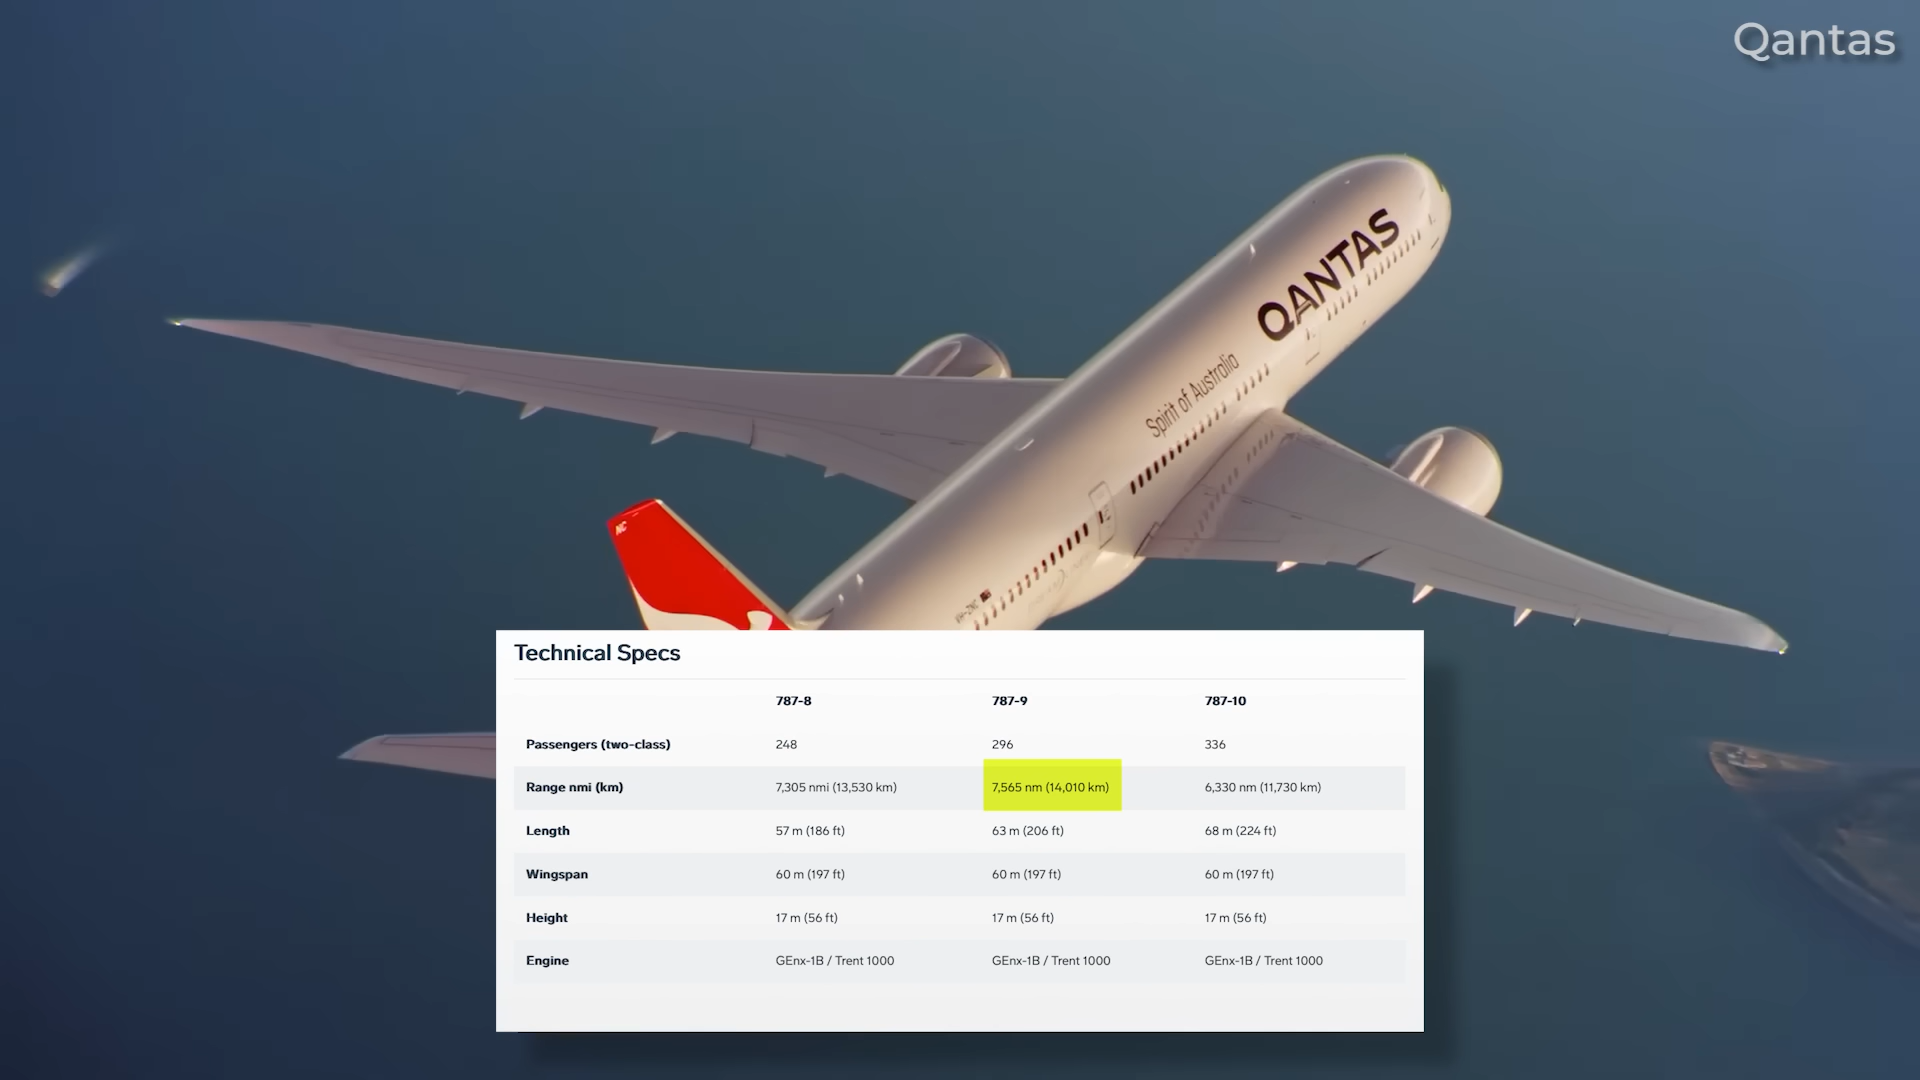 Qantas
QANTAS
Spirit of Australia
NC
VH-ZNC
Technical Specs
787-8 787-9 787-10
Passengers (two-class) 248 296 336
Range nmi (km) 7,305 nmi (13,530 km) 7,565 nm (14,010 km) 6,330 nm (11,730 km)
Length 57 m (186 ft) 63 m (206 ft) 68 m (224 ft)
Wingspan 60 m (197 ft) 60 m (197 ft) 60 m (197 ft)
Height 17 m (56 ft) 17 m (56 ft) 17 m (56 ft)
Engine GEnx-1B / Trent 1000 GEnx-1B / Trent 1000 GEnx-1B / Trent 1000